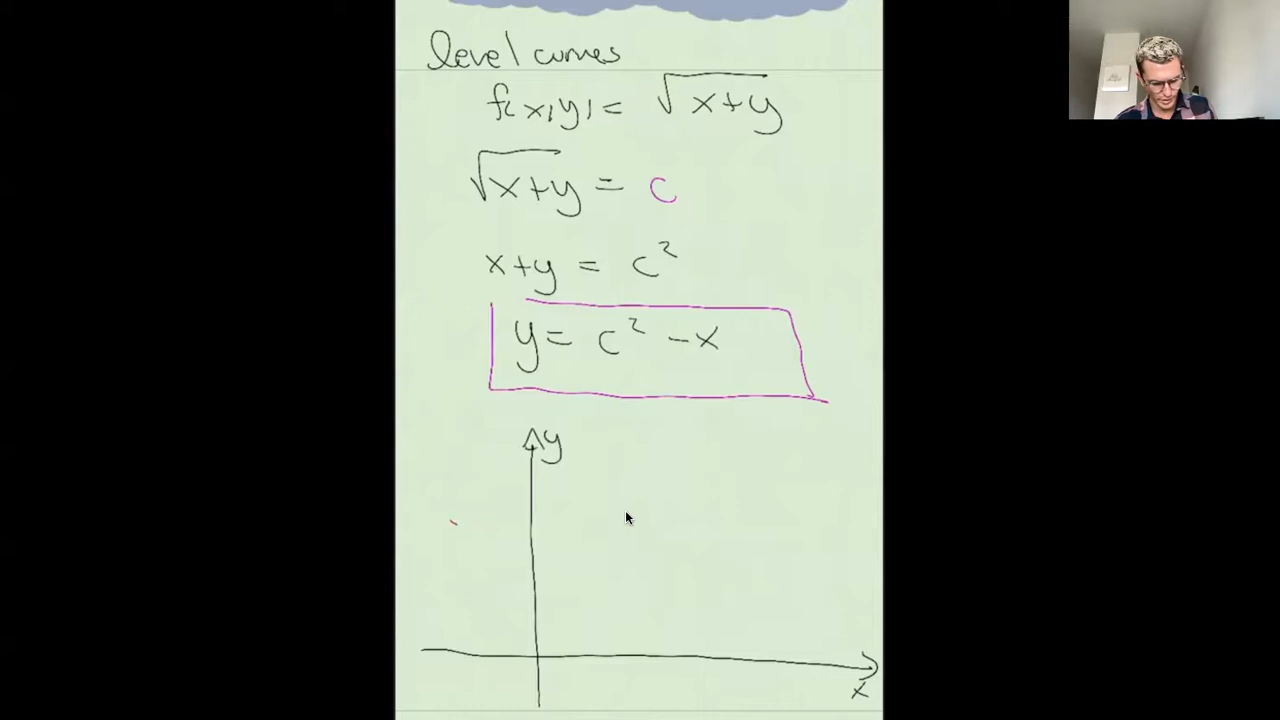 level curves
f(x,y) = √x+y
√x+y = c
x+y = c²
y = c² - x
y
x